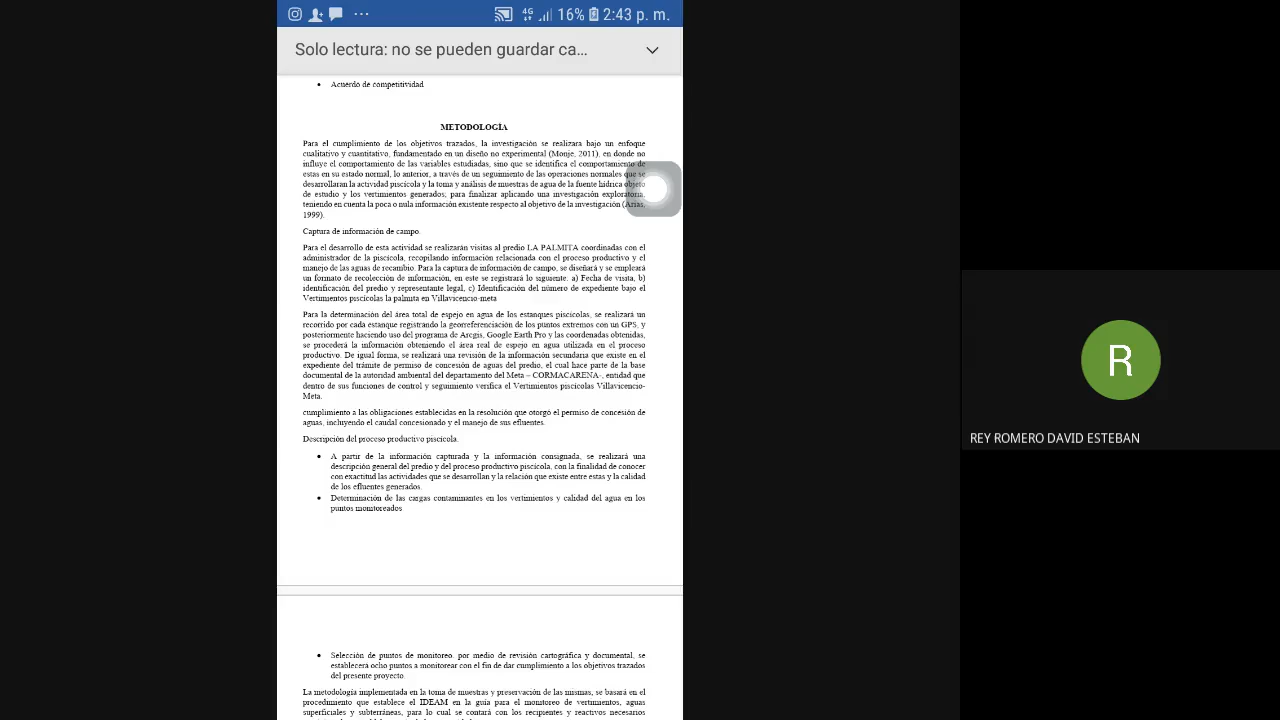 4G 16% 2:43 p. m.
Solo lectura: no se pueden guardar ca...
• Acuerdo de competitividad
METODOLOGÍA
Para el cumplimiento de los objetivos trazados, la investigación se realizara bajo un enfoque
cualitativo y cuantitativo, fundamentado en un diseño no experimental (Monje, 2011), en donde no
influye el comportamiento de las variables estudiadas, sino que se identifica el comportamiento de
estas en su estado normal, lo anterior, a través de un seguimiento de las operaciones normales que se
desarrollaran la actividad piscícola y la toma y análisis de muestras de agua de la fuente hídrica objeto
de estudio y los vertimientos generados; para finalizar aplicando una investigación exploratoria,
teniendo en cuenta la poca o nula información existente respecto al objetivo de la investigación (Arias,
1999).
Captura de información de campo.
Para el desarrollo de esta actividad se realizarán visitas al predio LA PALMITA coordinadas con el
administrador de la piscícola, recopilando información relacionada con el proceso productivo y el
manejo de las aguas de recambio. Para la captura de información de campo, se diseñará y se empleará
un formato de recolección de información, en este se registrará lo siguiente. a) Fecha de visita, b)
identificación del predio y representante legal, c) Identificación del número de expediente bajo el
Vertimientos piscícolas la palmita en Villavicencio-meta
Para la determinación del área total de espejo en agua de los estanques piscícolas, se realizará un
recorrido por cada estanque registrando la georreferenciación de los puntos extremos con un GPS, y
posteriormente haciendo uso del programa de Arcgis, Google Earth Pro y las coordenadas obtenidas,
se procederá la información obteniendo el área real de espejo en agua utilizada en el proceso
productivo. De igual forma, se realizará una revisión de la información secundaria que existe en el
expediente del trámite de permiso de concesión de aguas del predio, el cual hace parte de la base
documental de la autoridad ambiental del departamento del Meta – CORMACARENA-, entidad que
dentro de sus funciones de control y seguimiento verifica el Vertimientos piscícolas Villavicencio-
Meta.
cumplimiento a las obligaciones establecidas en la resolución que otorgó el permiso de concesión de
aguas, incluyendo el caudal concesionado y el manejo de sus efluentes.
Descripción del proceso productivo piscícola.
• A partir de la información capturada y la información consignada, se realizará una
descripción general del predio y del proceso productivo piscícola, con la finalidad de conocer
con exactitud las actividades que se desarrollan y la relación que existe entre estas y la calidad
de los efluentes generados.
• Determinación de las cargas contaminantes en los vertimientos y calidad del agua en los
puntos monitoreados
• Selección de puntos de monitoreo. por medio de revisión cartográfica y documental, se
establecerá ocho puntos a monitorear con el fin de dar cumplimiento a los objetivos trazados
del presente proyecto.
La metodología implementada en la toma de muestras y preservación de las mismas, se basará en el
procedimiento que establece el IDEAM en la guía para el monitoreo de vertimientos, aguas
superficiales y subterráneas, para lo cual se contará con los recipientes y reactivos necesarios
R
REY ROMERO DAVID ESTEBAN